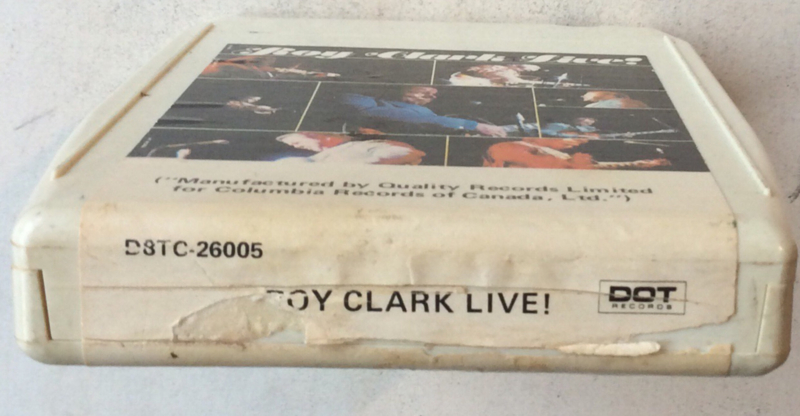 Roy Clark Live!
("Manufactured by Quality Records Limited
for Columbia Records of Canada, Ltd.")
D8TC-26005
ROY CLARK LIVE!
DOT
RECORDS